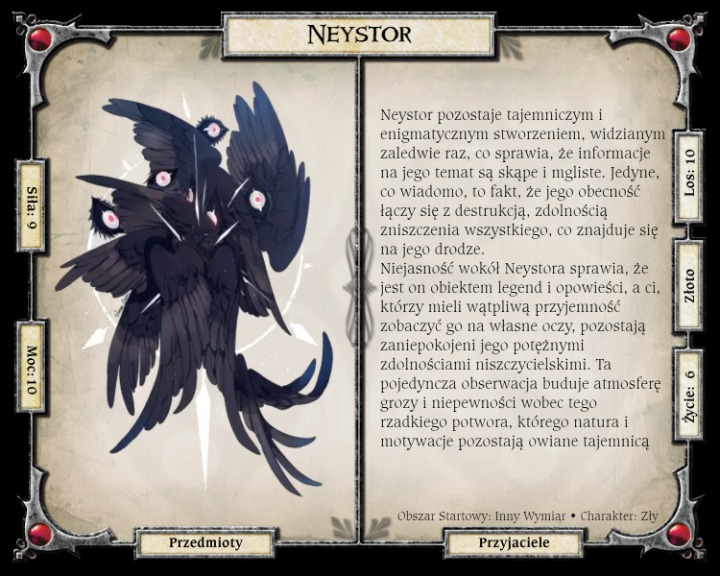 Neystor
Neystor pozostaje tajemniczym i
enigmatycznym stworzeniem, widzianym
zaledwie raz, co sprawia, że informacje
na jego temat są skąpe i mgliste. Jedyne,
co wiadomo, to fakt, że jego obecność
łączy się z destrukcją, zdolnością
zniszczenia wszystkiego, co znajduje się
na jego drodze.
Niejasność wokół Neystora sprawia, że
jest on obiektem legend i opowieści, a ci,
którzy mieli wątpliwą przyjemność
zobaczyć go na własne oczy, pozostają
zaniepokojeni jego potężnymi
zdolnościami niszczycielskimi. Ta
pojedyncza obserwacja buduje atmosferę
grozy i niepewności wobec tego
rzadkiego potwora, którego natura i
motywacje pozostają owiane tajemnicą
Obszar Startowy: Inny Wymiar • Charakter: Zły
Siła: 9
Moc: 10
Los: 10
Złoto
Życie: 6
Przedmioty
Przyjaciele